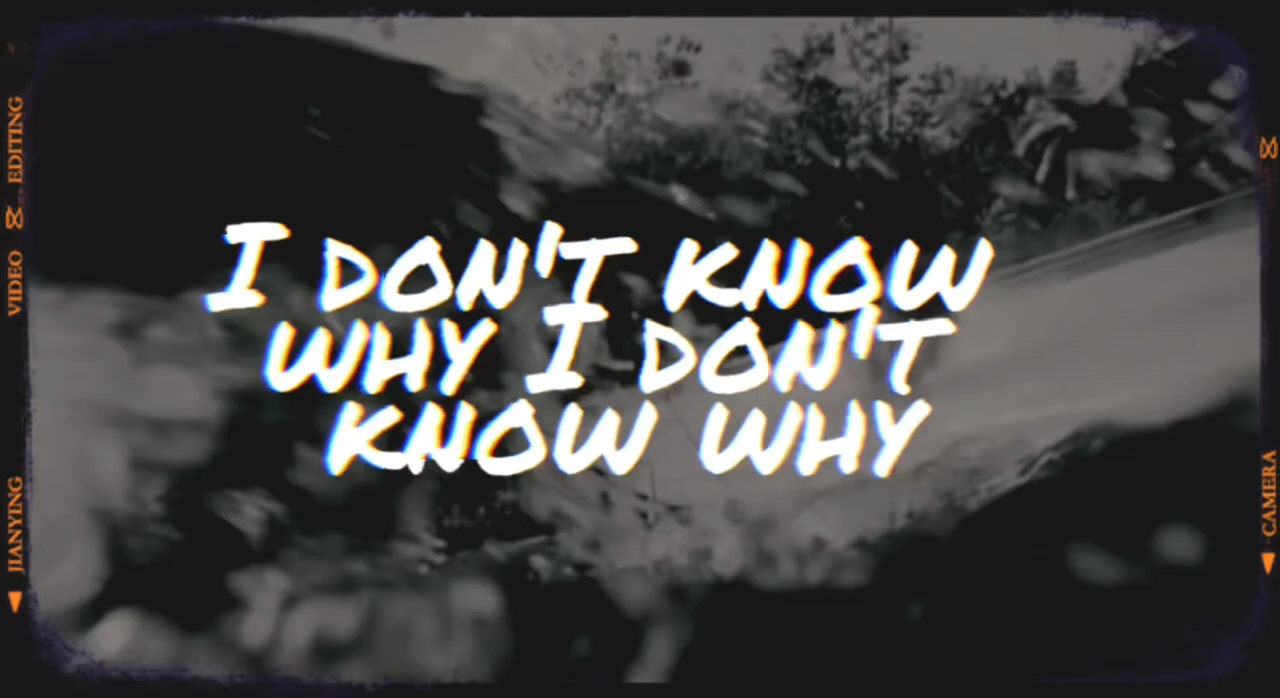 I DON'T KNOW
WHY I DON'T
KNOW WHY
JIANYING
VIDEO
EDITING
CAMERA